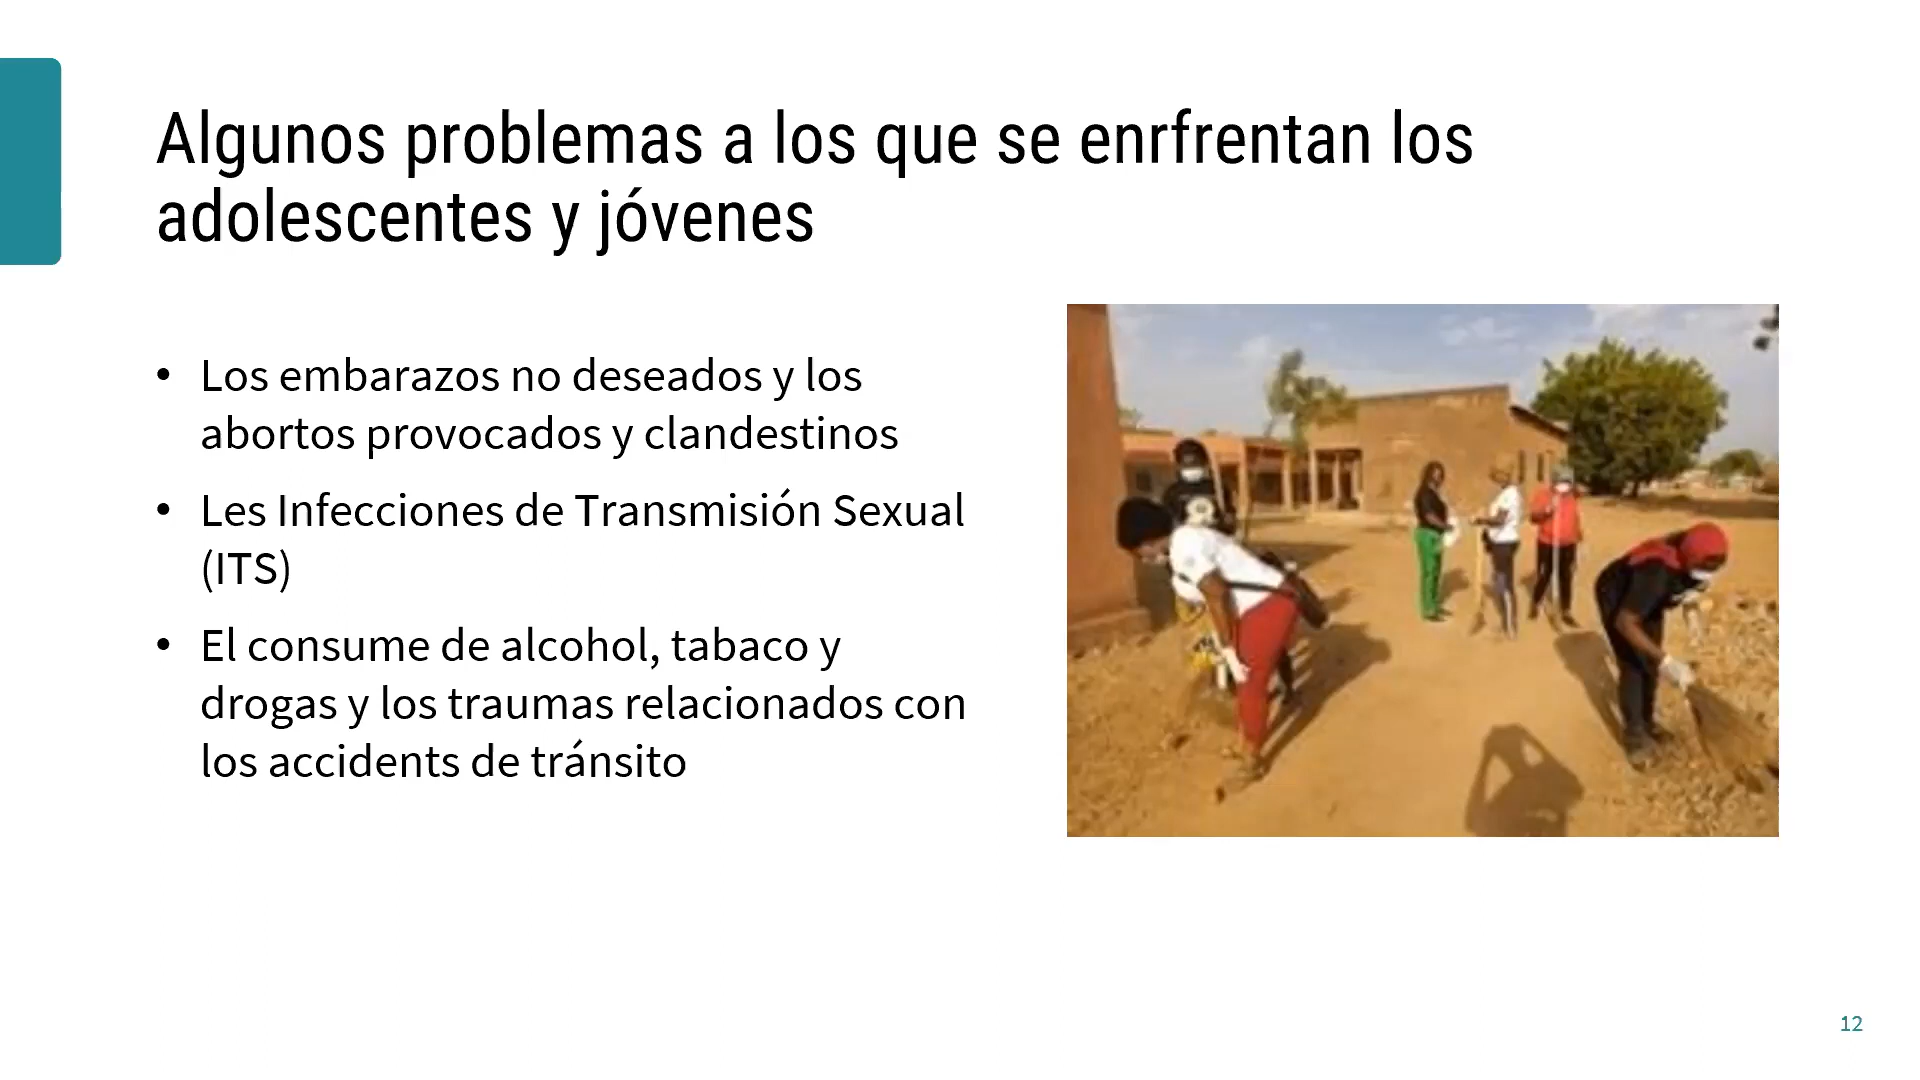 Algunos problemas a los que se enrfrentan los
adolescentes y jóvenes
• Los embarazos no deseados y los
abortos provocados y clandestinos
• Les Infecciones de Transmisión Sexual
(ITS)
• El consume de alcohol, tabaco y
drogas y los traumas relacionados con
los accidents de tránsito
12